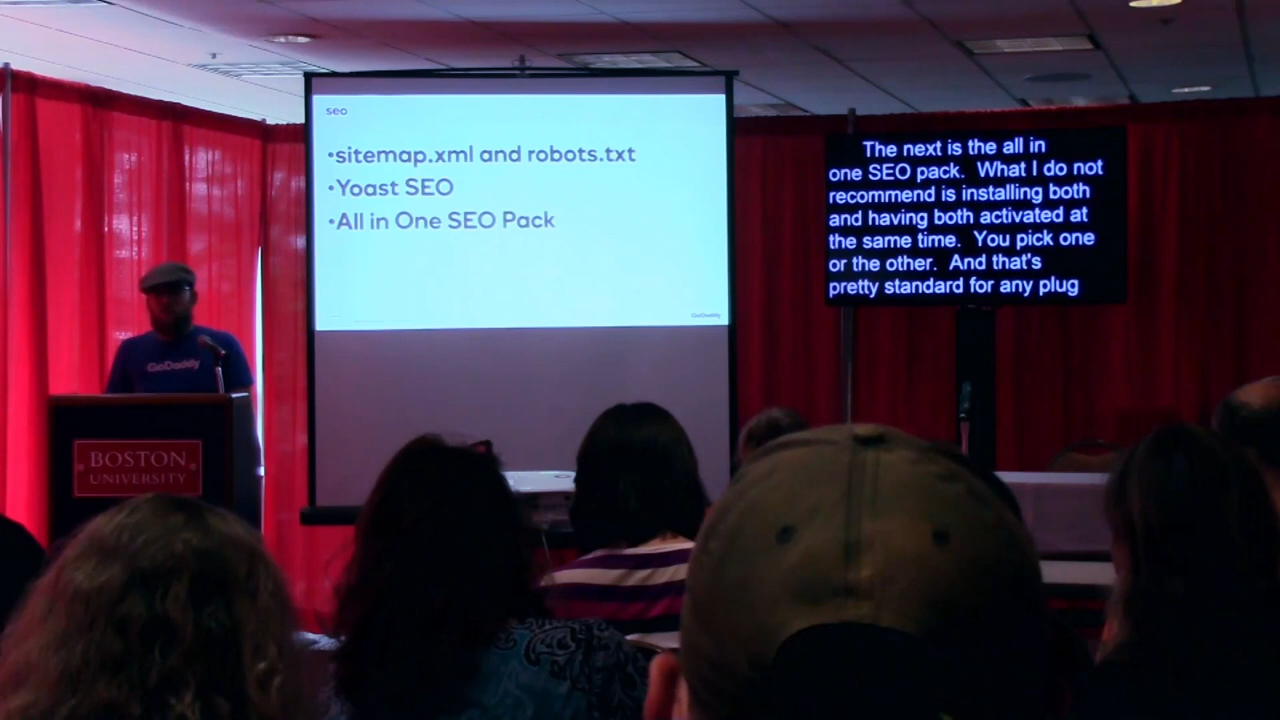 seo
•sitemap.xml and robots.txt
•Yoast SEO
•All in One SEO Pack
GoDaddy
The next is the all in
one SEO pack. What I do not
recommend is installing both
and having both activated at
the same time. You pick one
or the other. And that's
pretty standard for any plug
GoDaddy
BOSTON
UNIVERSITY